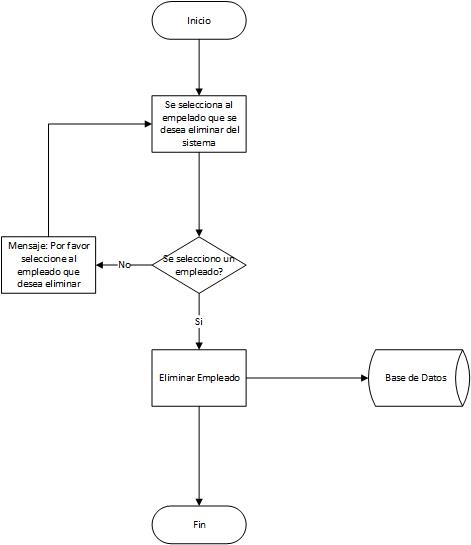 Inicio
Se selecciona al
empelado que se
desea eliminar del
sistema
Mensaje: Por favor
seleccione al
empleado que
desea eliminar
No
Se selecciono un
empleado?
Si
Eliminar Empleado
Base de Datos
Fin